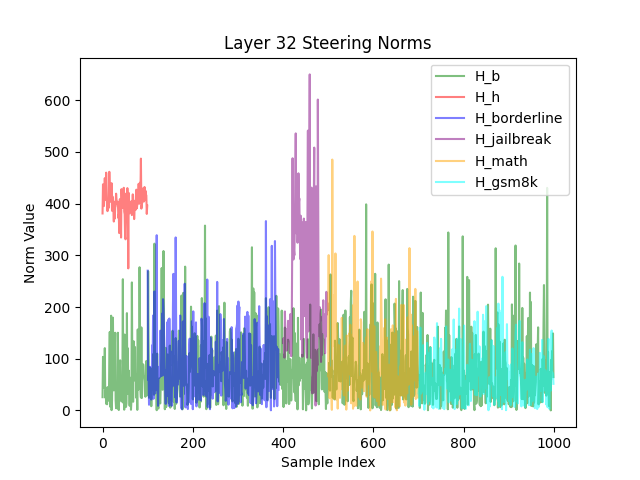 Layer 32 Steering Norms
Norm Value
600
500
400
300
200
100
0
0
200
400
600
800
1000
Sample Index
H_b
H_h
H_borderline
H_jailbreak
H_math
H_gsm8k